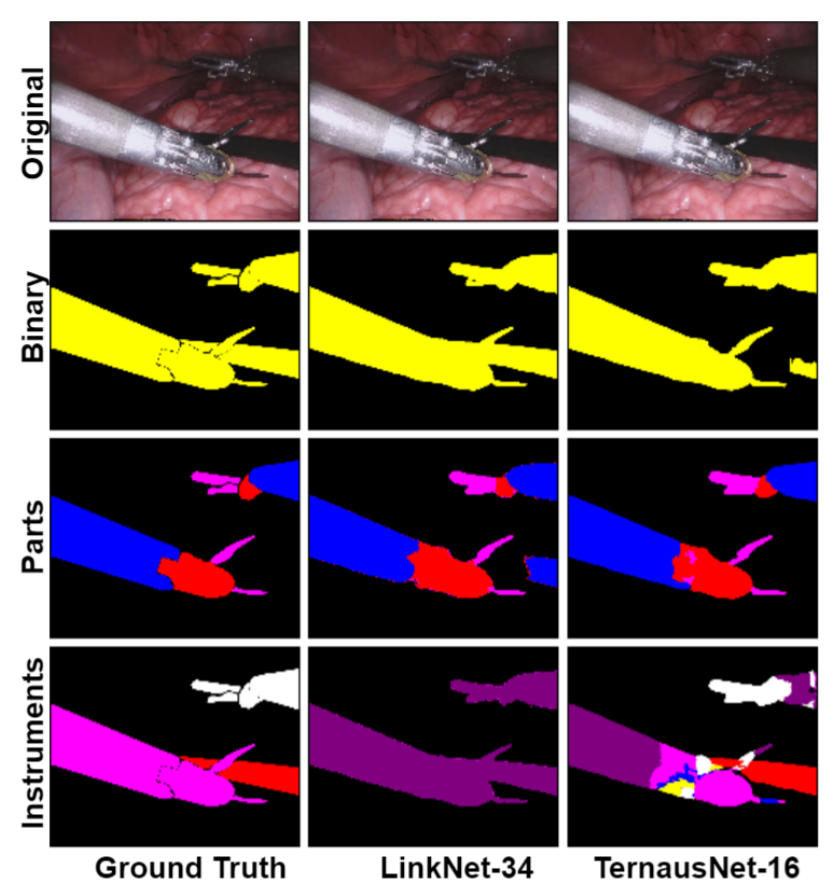 Original
Binary
Parts
Instruments
Ground Truth
LinkNet-34
TernausNet-16